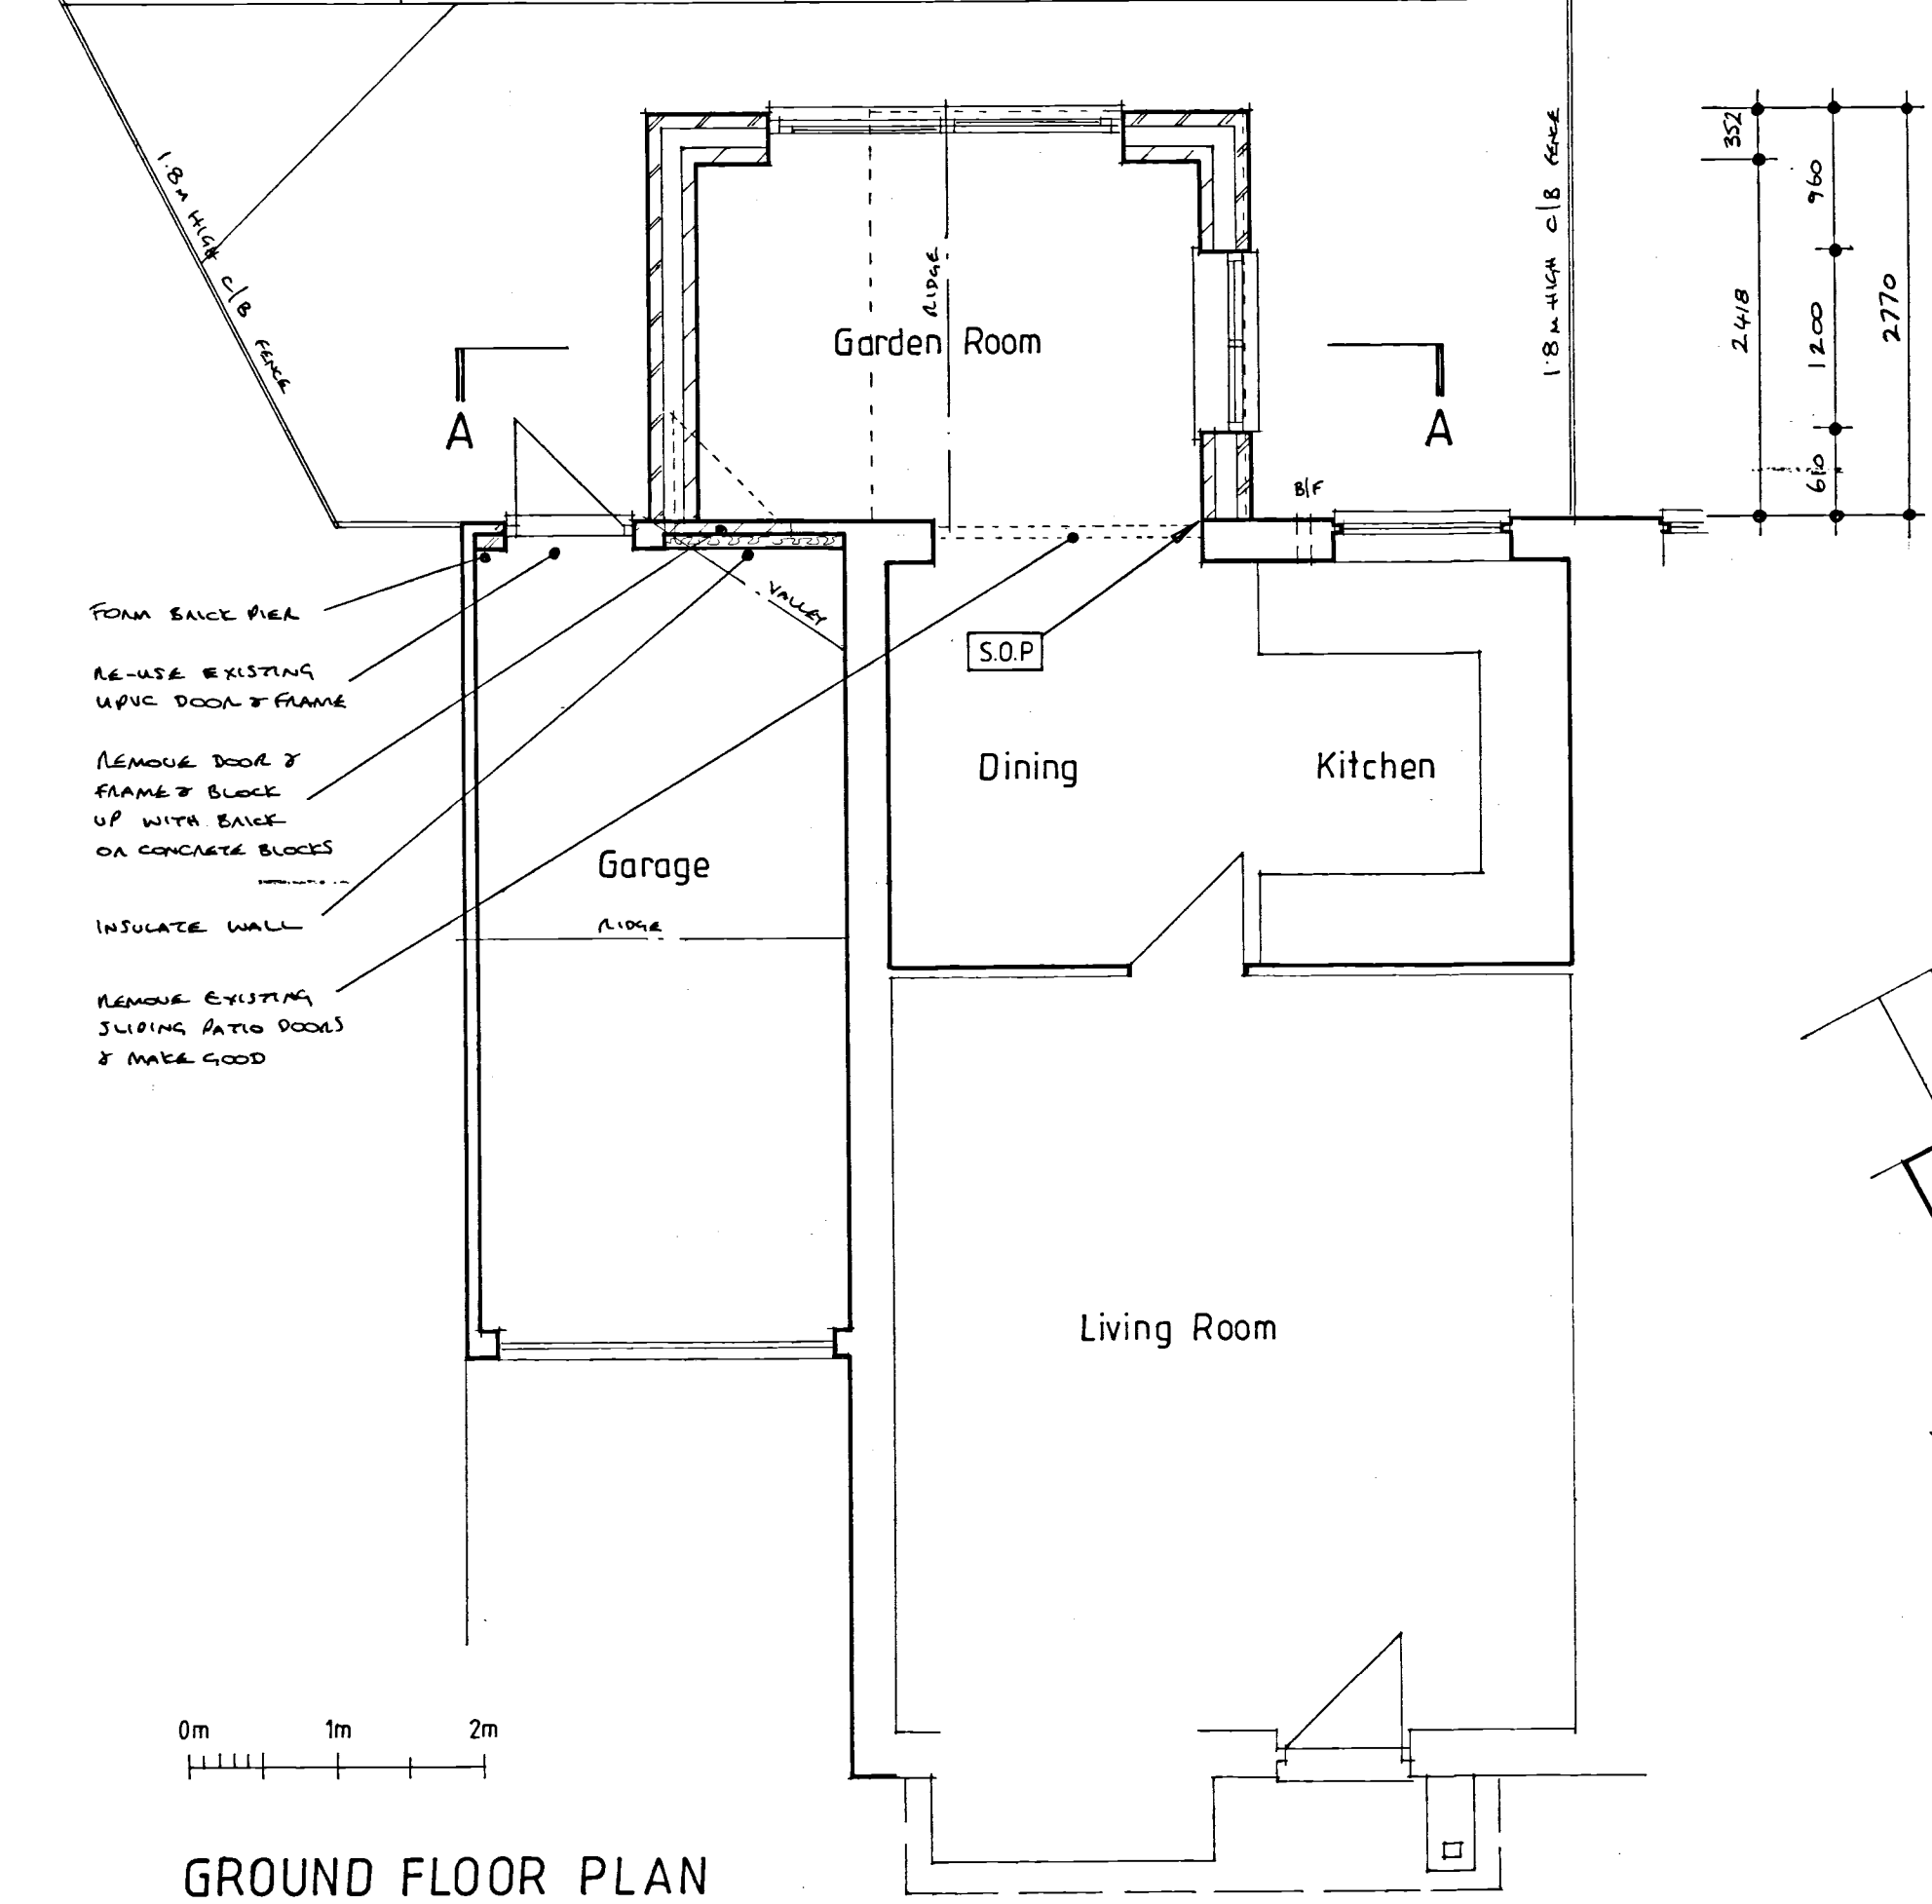 1.8M HIGH C/B FENCE
1.8M HIGH C/B FENCE
352
960
2418
1200
2770
610
RIDGE
Garden Room
A
A
B/F
VALLEY
S.O.P
FORM BRICK PIER
RE-USE EXISTING
UPVC DOOR & FRAME
REMOVE DOOR &
FRAME & BLOCK
UP WITH BRICK
OR CONCRETE BLOCKS
INSULATE WALL
REMOVE EXISTING
SLIDING PATIO DOORS
& MAKE GOOD
Dining
Kitchen
Garage
RIDGE
Living Room
0m 1m 2m
GROUND FLOOR PLAN